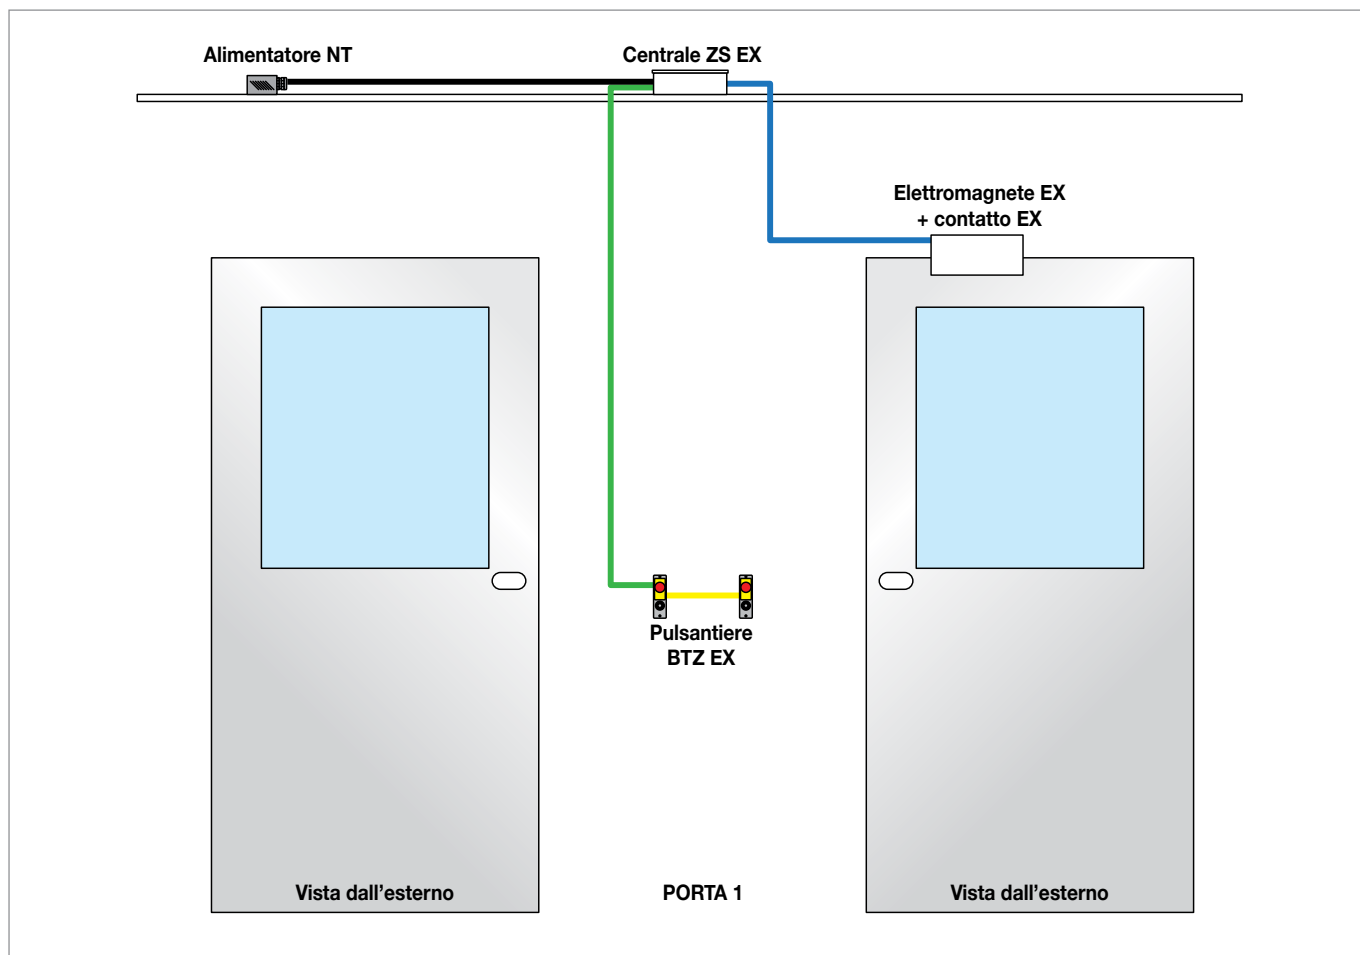 Alimentatore NT
Centrale ZS EX
Elettromagnete EX
+ contatto EX
Pulsantiere
BTZ EX
Vista dall'esterno
PORTA 1
Vista dall'esterno